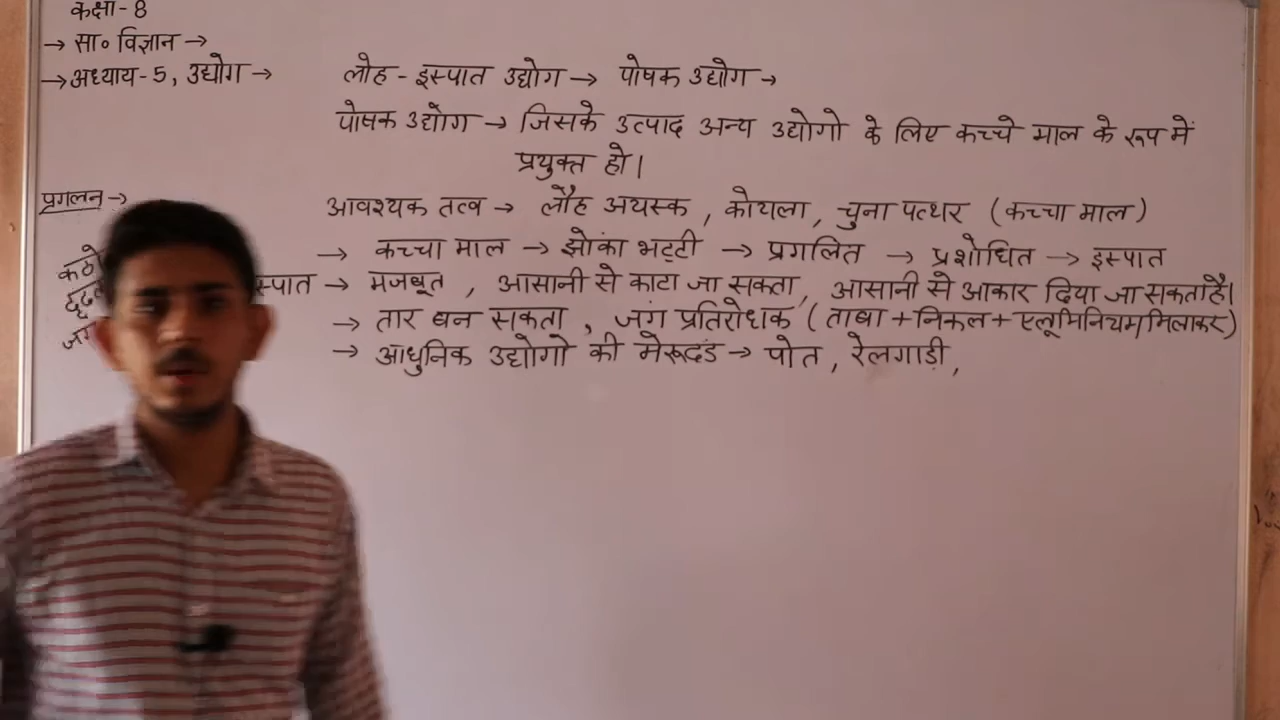 कक्षा - 8
→ सा० विज्ञान →
→ अध्याय - 5, उद्योग →
लोह - इस्पात उद्योग → पोषक उद्योग →
पोषक उद्योग → जिसके उत्पाद अन्य उद्योगो के लिए कच्चे माल के रूप में
प्रयुक्त हो।
प्रगलन →
आवश्यक तत्व → लौह अयस्क , कोयला, चुना पत्थर (कच्चा माल)
→ कच्चा माल → झोंका भट्टी → प्रगलित → प्रशोधित → इस्पात
→ मजबूत , आसानी से काटा जा सकता, आसानी से आकार दिया जा सकता है।
→ तार बन सकता , जंग प्रतिरोधक (ताबा + निकल + एलूमिनियम मिलाकर)
→ आधुनिक उद्योगो की मेरूदंड → पोत , रेलगाड़ी ,